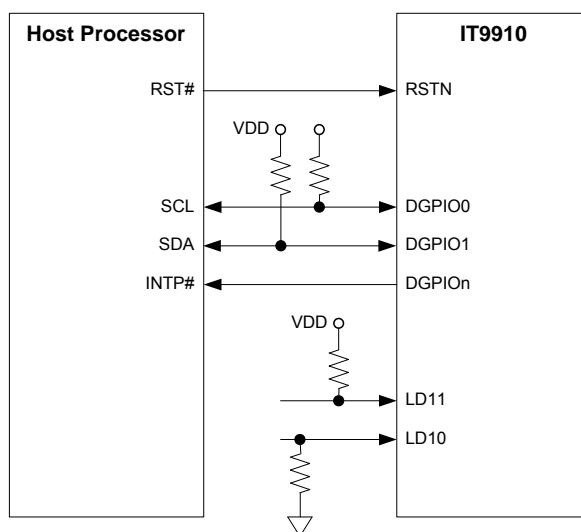 Host Processor IT9910
RST# RSTN
VDD
SCL DGPIO0
SDA DGPIO1
INTP# DGPIOn
VDD
LD11
LD10